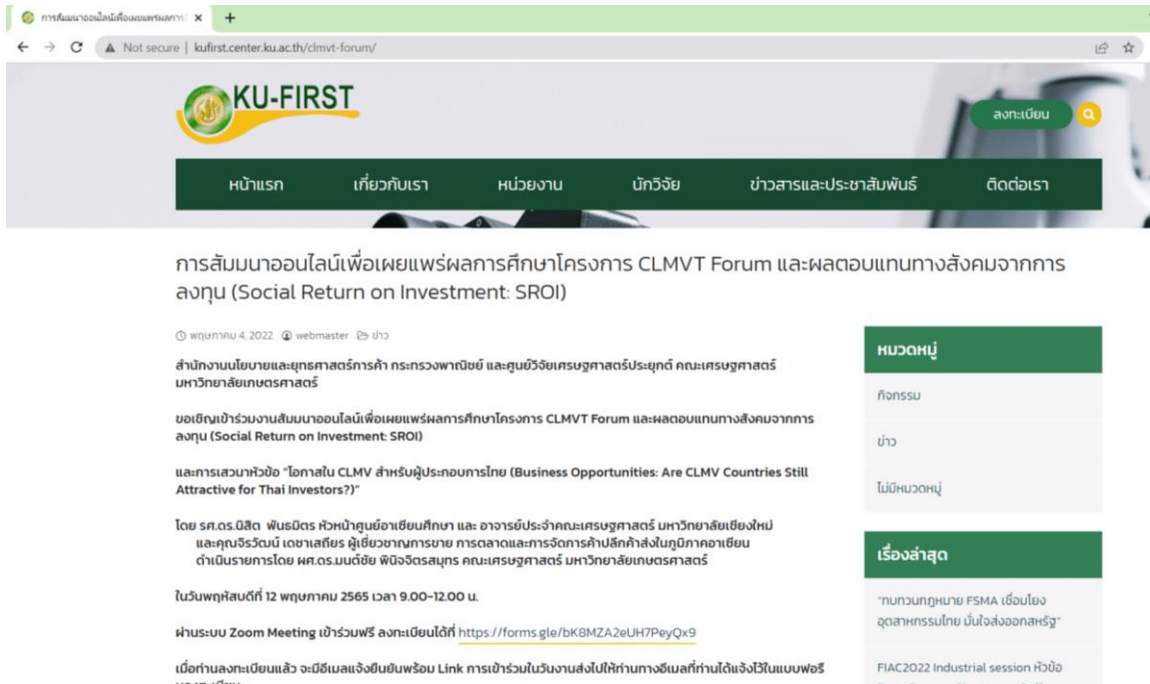 การสัมมนาออนไลน์เพื่อเผยแพร่ผลการ
Not secure | kufirst.center.ku.ac.th/clmvt-forum/
KU-FIRST
ลงทะเบียน
หน้าแรก เกี่ยวกับเรา หน่วยงาน นักวิจัย ข่าวสารและประชาสัมพันธ์ ติดต่อเรา
การสัมมนาออนไลน์เพื่อเผยแพร่ผลการศึกษาโครงการ CLMVT Forum และผลตอบแทนทางสังคมจากการ
ลงทุน (Social Return on Investment: SROI)
พฤษภาคม 4, 2022 webmaster ข่าว
สำนักงานนโยบายและยุทธศาสตร์การค้า กระทรวงพาณิชย์ และศูนย์วิจัยเศรษฐศาสตร์ประยุกต์ คณะเศรษฐศาสตร์
มหาวิทยาลัยเกษตรศาสตร์
ขอเชิญเข้าร่วมงานสัมมนาออนไลน์เพื่อเผยแพร่ผลการศึกษาโครงการ CLMVT Forum และผลตอบแทนทางสังคมจากการ
ลงทุน (Social Return on Investment: SROI)
และการเสวนาหัวข้อ "โอกาสใน CLMV สำหรับผู้ประกอบการไทย (Business Opportunities: Are CLMV Countries Still
Attractive for Thai Investors?)"
โดย รศ.ดร.นิสิต พันธมิตร หัวหน้าศูนย์อาเซียนศึกษา และ อาจารย์ประจำคณะเศรษฐศาสตร์ มหาวิทยาลัยเชียงใหม่
และคุณจิรวัฒน์ เดชาเสถียร ผู้เชี่ยวชาญการขาย การตลาดและการจัดการค้าปลีกค้าส่งในภูมิภาคอาเซียน
ดำเนินรายการโดย ผศ.ดร.มนต์ชัย พินิจจิตรสมุทร คณะเศรษฐศาสตร์ มหาวิทยาลัยเกษตรศาสตร์
ในวันพฤหัสบดีที่ 12 พฤษภาคม 2565 เวลา 9.00-12.00 น.
ผ่านระบบ Zoom Meeting เข้าร่วมฟรี ลงทะเบียนได้ที่ https://forms.gle/bK8MZA2eUH7PeyQx9
เมื่อท่านลงทะเบียนแล้ว จะมีอีเมลแจ้งยืนยันพร้อม Link การเข้าร่วมในวันงานส่งไปให้ท่านทางอีเมลที่ท่านได้แจ้งไว้ในแบบฟอร์
หมวดหมู่
กิจกรรม
ข่าว
ไม่มีหมวดหมู่
เรื่องล่าสุด
"ทบทวนกฎหมาย FSMA เชื่อมโยง
อุตสาหกรรมไทย มั่นใจส่งออกสหรัฐ"
FIAC2022 Industrial session หัวข้อ